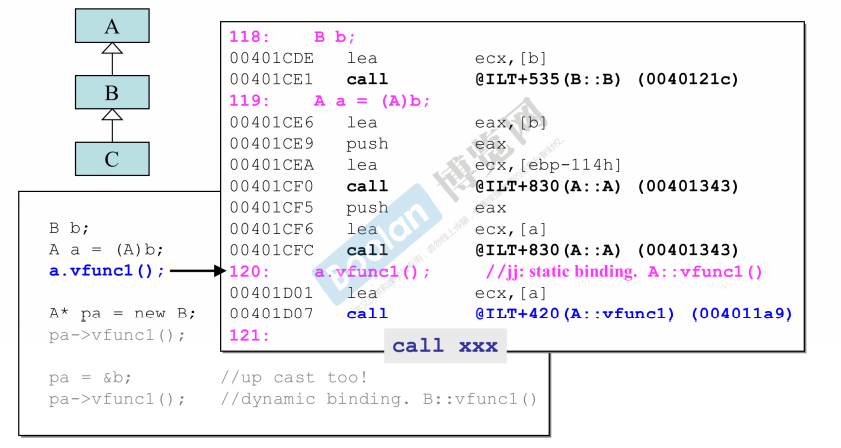 A
B
C
118:    B b;
00401CDE   lea         ecx,[b]
00401CE1   call        @ILT+535(B::B) (0040121c)
119:    A a = (A)b;
00401CE6   lea         eax,[b]
00401CE9   push        eax
00401CEA   lea         ecx,[ebp-114h]
00401CF0   call        @ILT+830(A::A) (00401343)
00401CF5   push        eax
00401CF6   lea         ecx,[a]
00401CFC   call        @ILT+830(A::A) (00401343)
120:    a.vfunc1();     //jj: static binding. A::vfunc1()
00401D01   lea         ecx,[a]
00401D07   call        @ILT+420(A::vfunc1) (004011a9)
121:
call xxx
B b;
A a = (A)b;
a.vfunc1();
A* pa = new B;
pa->vfunc1();
pa = &b;        //up cast too!
pa->vfunc1();   //dynamic binding. B::vfunc1()
Boolan
博览网